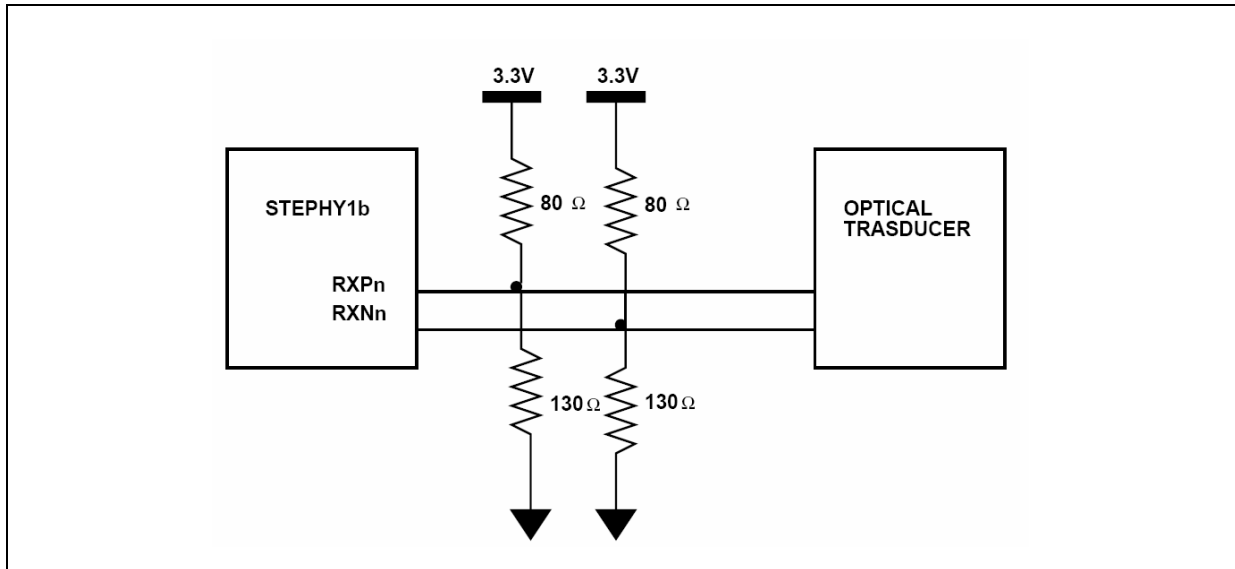 3.3V 3.3V
80 Ω 80 Ω
STEPHY1b
OPTICAL
TRASDUCER
RXPn
RXNn
130 Ω 130 Ω